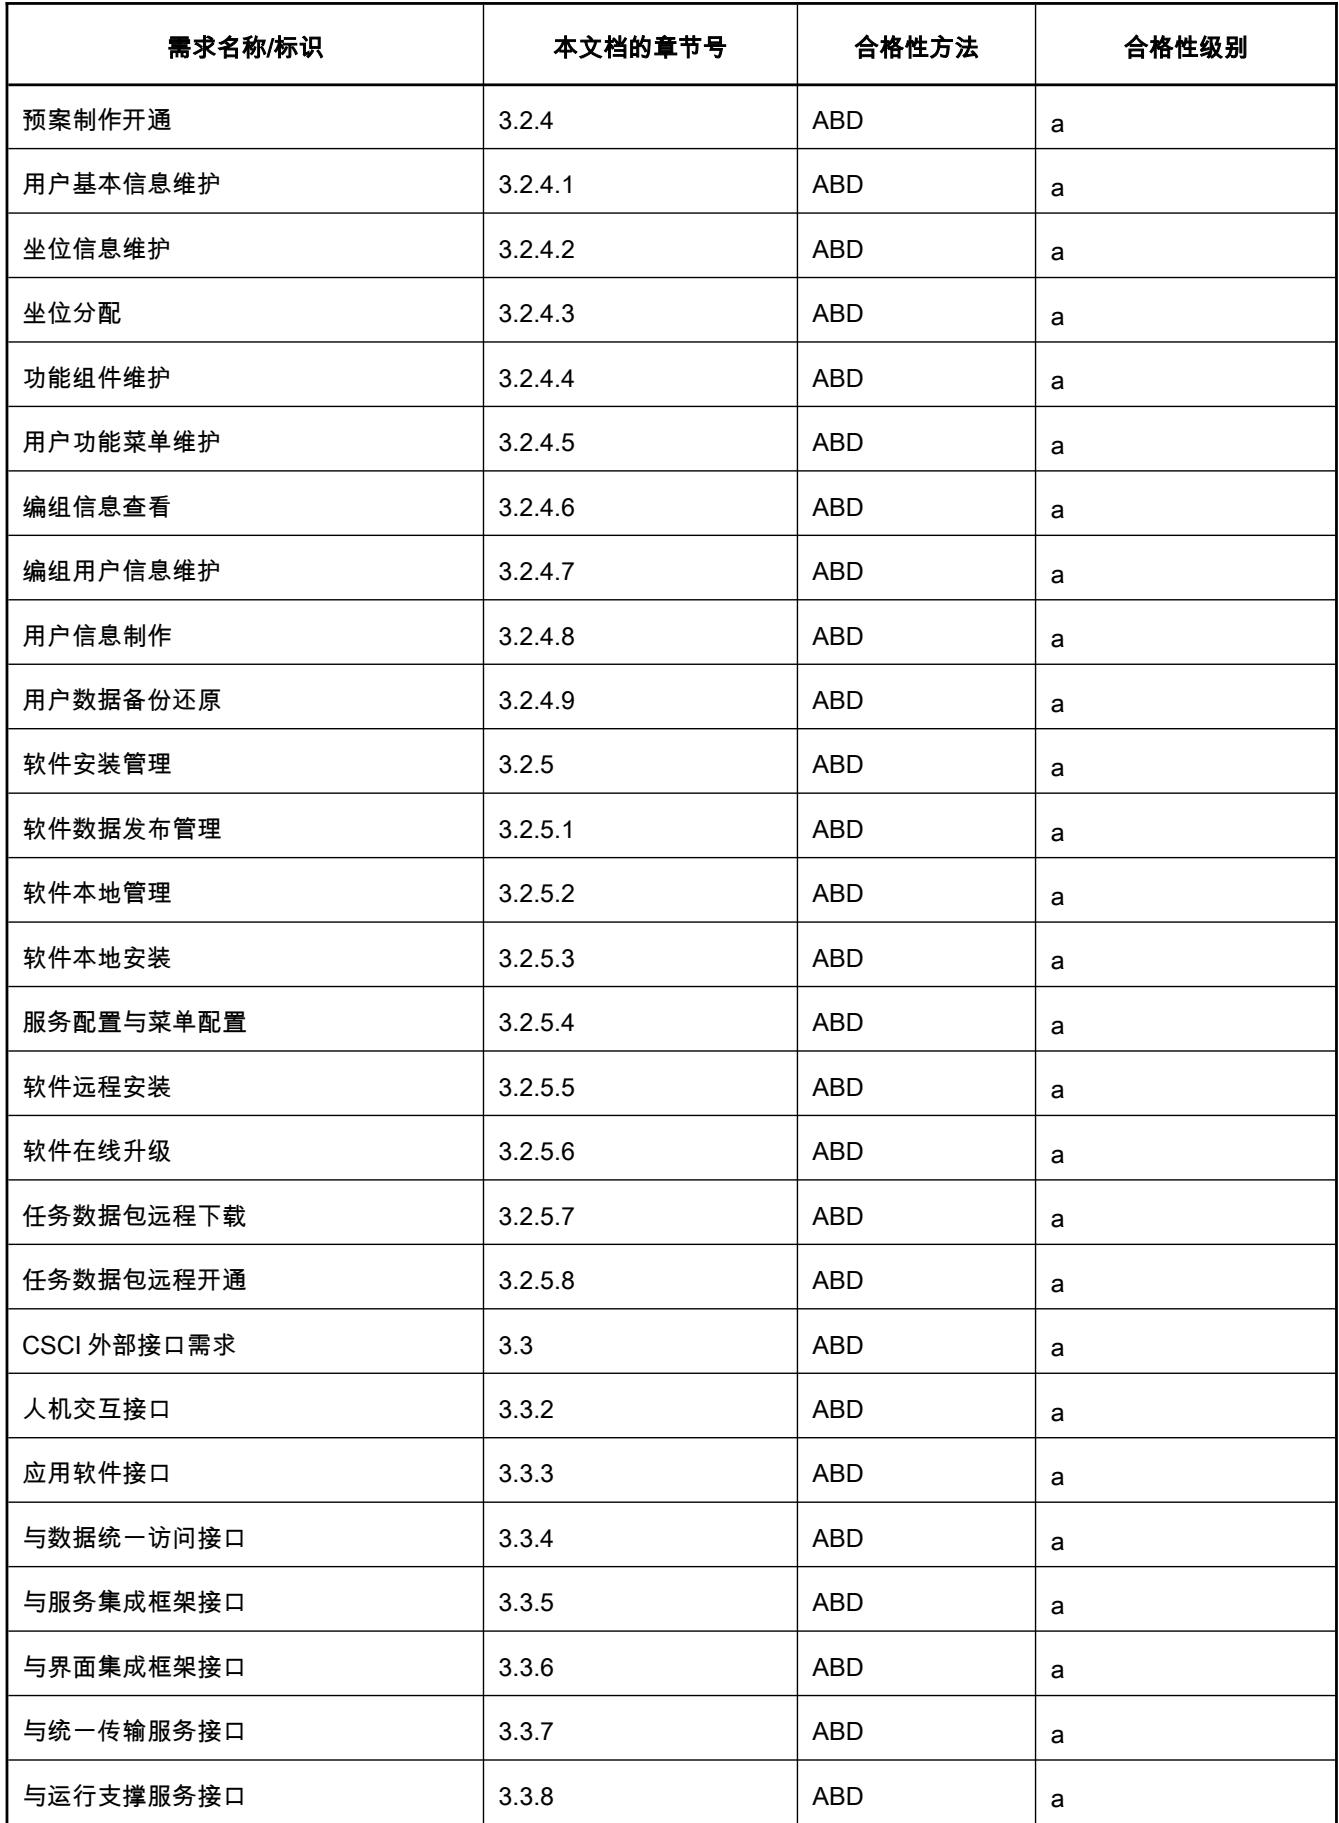 需求名称/标识 本文档的章节号 合格性方法 合格性级别
预案制作开通 3.2.4 ABD a
用户基本信息维护 3.2.4.1 ABD a
坐位信息维护 3.2.4.2 ABD a
坐位分配 3.2.4.3 ABD a
功能组件维护 3.2.4.4 ABD a
用户功能菜单维护 3.2.4.5 ABD a
编组信息查看 3.2.4.6 ABD a
编组用户信息维护 3.2.4.7 ABD a
用户信息制作 3.2.4.8 ABD a
用户数据备份还原 3.2.4.9 ABD a
软件安装管理 3.2.5 ABD a
软件数据发布管理 3.2.5.1 ABD a
软件本地管理 3.2.5.2 ABD a
软件本地安装 3.2.5.3 ABD a
服务配置与菜单配置 3.2.5.4 ABD a
软件远程安装 3.2.5.5 ABD a
软件在线升级 3.2.5.6 ABD a
任务数据包远程下载 3.2.5.7 ABD a
任务数据包远程开通 3.2.5.8 ABD a
CSCI 外部接口需求 3.3 ABD a
人机交互接口 3.3.2 ABD a
应用软件接口 3.3.3 ABD a
与数据统一访问接口 3.3.4 ABD a
与服务集成框架接口 3.3.5 ABD a
与界面集成框架接口 3.3.6 ABD a
与统一传输服务接口 3.3.7 ABD a
与运行支撑服务接口 3.3.8 ABD a